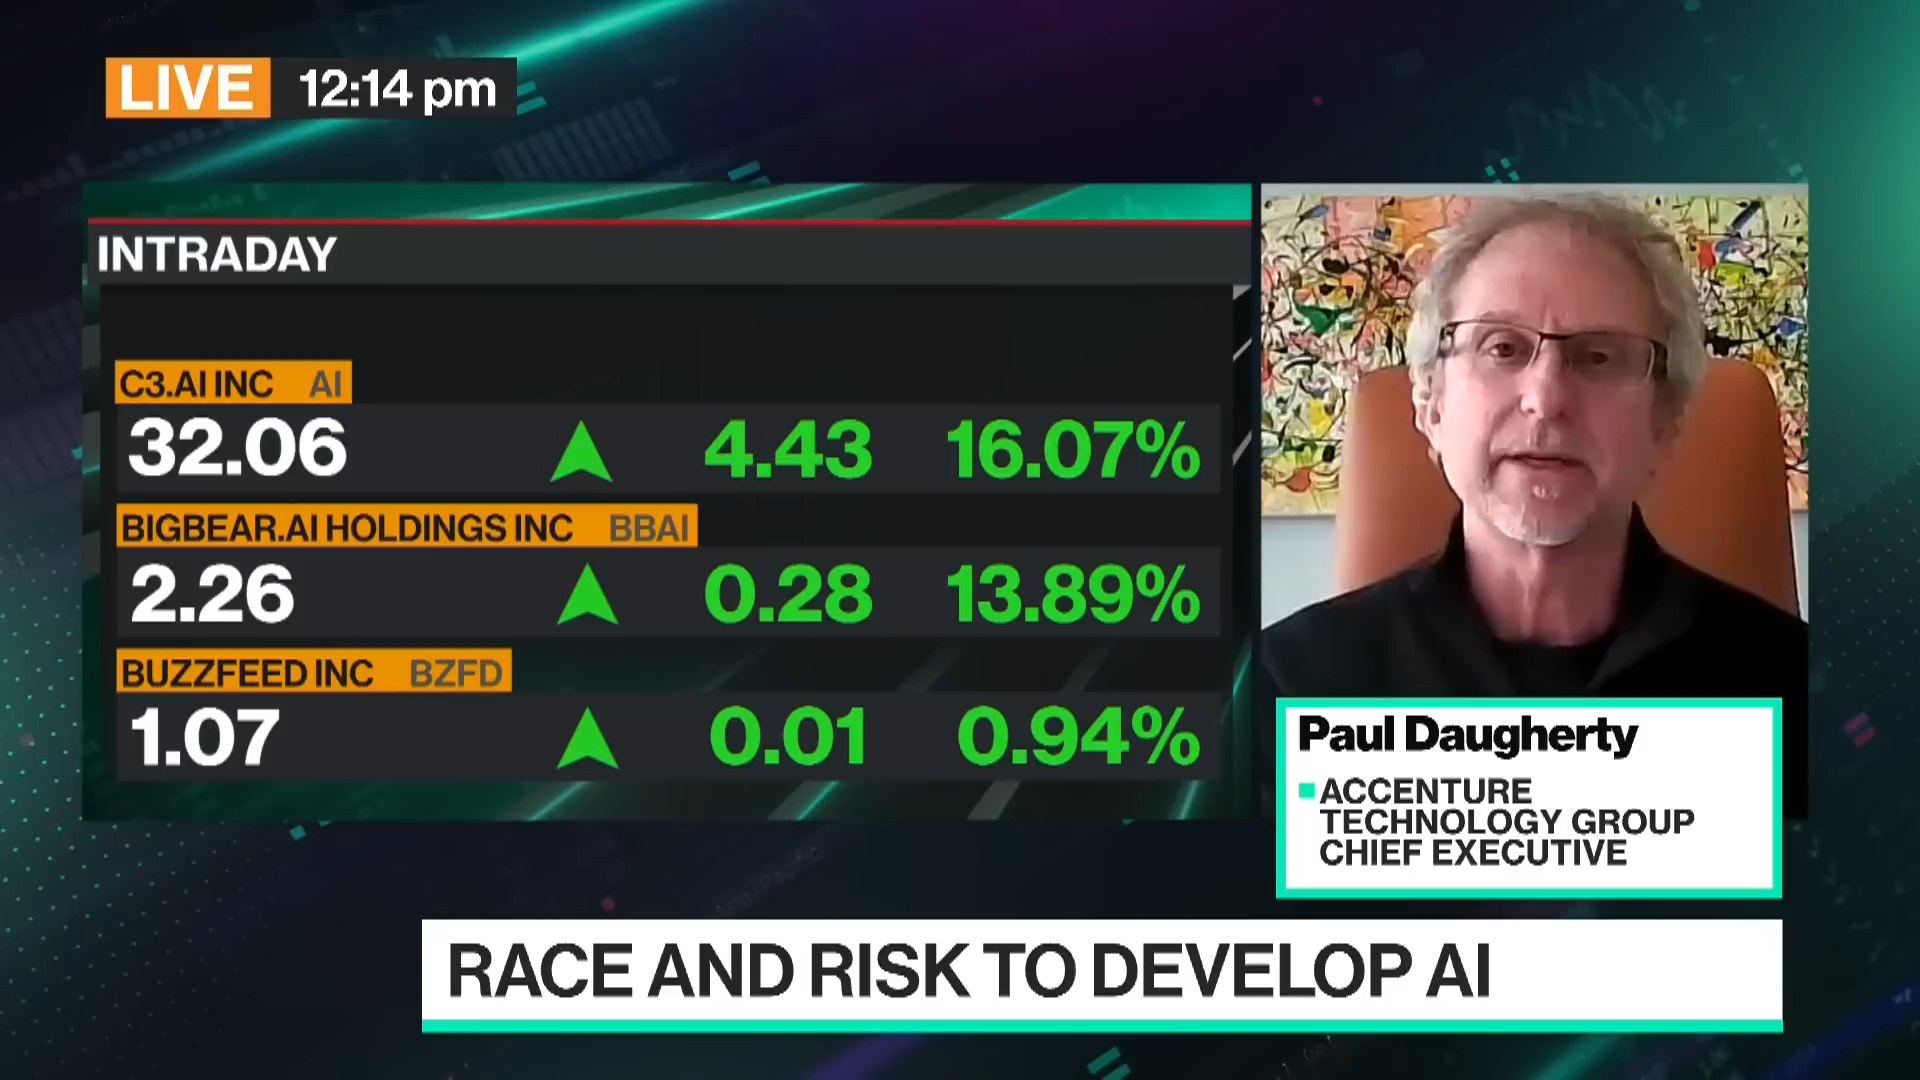 LIVE 12:14 pm
INTRADAY
C3.AI INC AI
32.06 4.43 16.07%
BIGBEAR.AI HOLDINGS INC BBAI
2.26 0.28 13.89%
BUZZFEED INC BZFD
1.07 0.01 0.94%
Paul Daugherty
ACCENTURE
TECHNOLOGY GROUP
CHIEF EXECUTIVE
RACE AND RISK TO DEVELOP AI